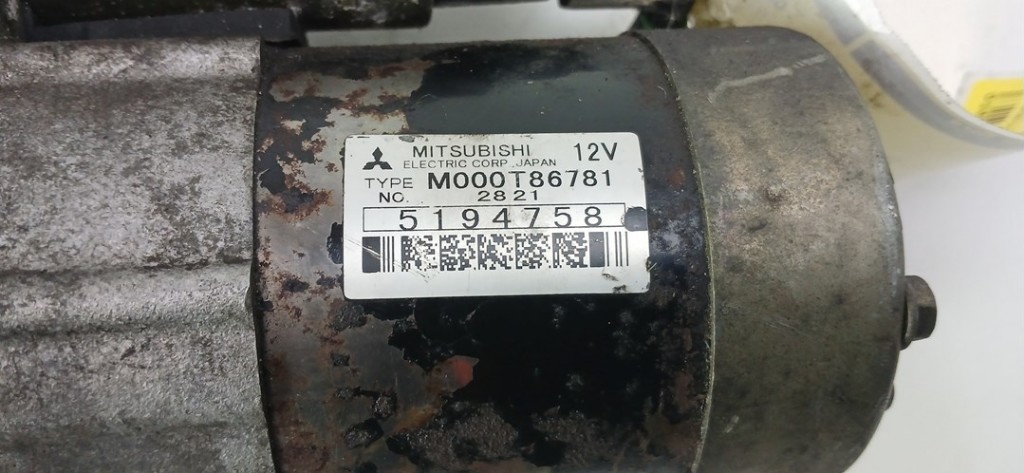 MITSUBISHI 12V
ELECTRIC CORP. JAPAN
TYPE M000T86781
NO. 2821
5194758